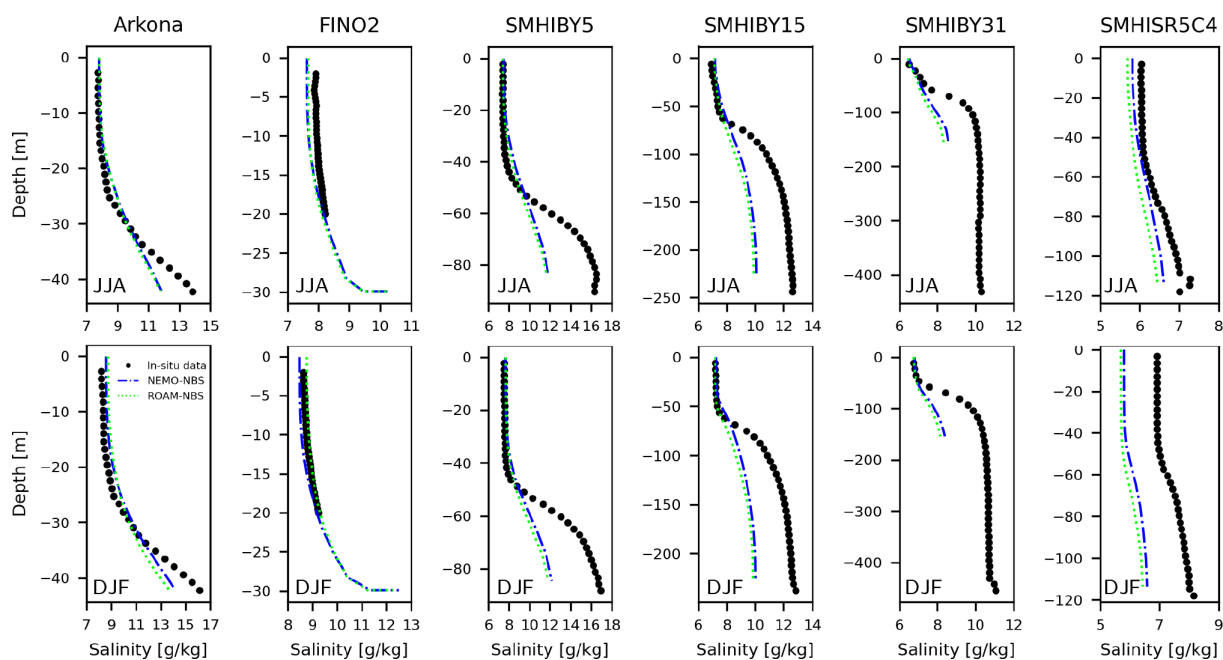 Arkona FINO2 SMHIBY5 SMHIBY15 SMHIBY31 SMHISR5C4
Depth [m]
0 −10 −20 −30 −40
JJA
7 9 11 13 15
0 −5 −10 −15 −20 −25 −30
JJA
7 8 9 10 11
0 −20 −40 −60 −80
JJA
6 8 10 12 14 16 18
0 −50 −100 −150 −200 −250
JJA
6 8 10 12 14
0 −100 −200 −300 −400
JJA
6 8 10 12
0 −20 −40 −60 −80 −100 −120
JJA
5 6 7 8
Depth [m]
0 −10 −20 −30 −40
In-situ data
NEMO-NBS
ROAM-NBS
DJF
7 9 11 13 15 17
Salinity [g/kg]
0 −5 −10 −15 −20 −25 −30
DJF
8 9 10 11 12 13
Salinity [g/kg]
0 −20 −40 −60 −80
DJF
6 8 10 12 14 16 18
Salinity [g/kg]
0 −50 −100 −150 −200
DJF
6 8 10 12 14
Salinity [g/kg]
0 −100 −200 −300 −400
DJF
6 8 10 12
Salinity [g/kg]
0 −20 −40 −60 −80 −100 −120
DJF
5 6 7 8 9
Salinity [g/kg]